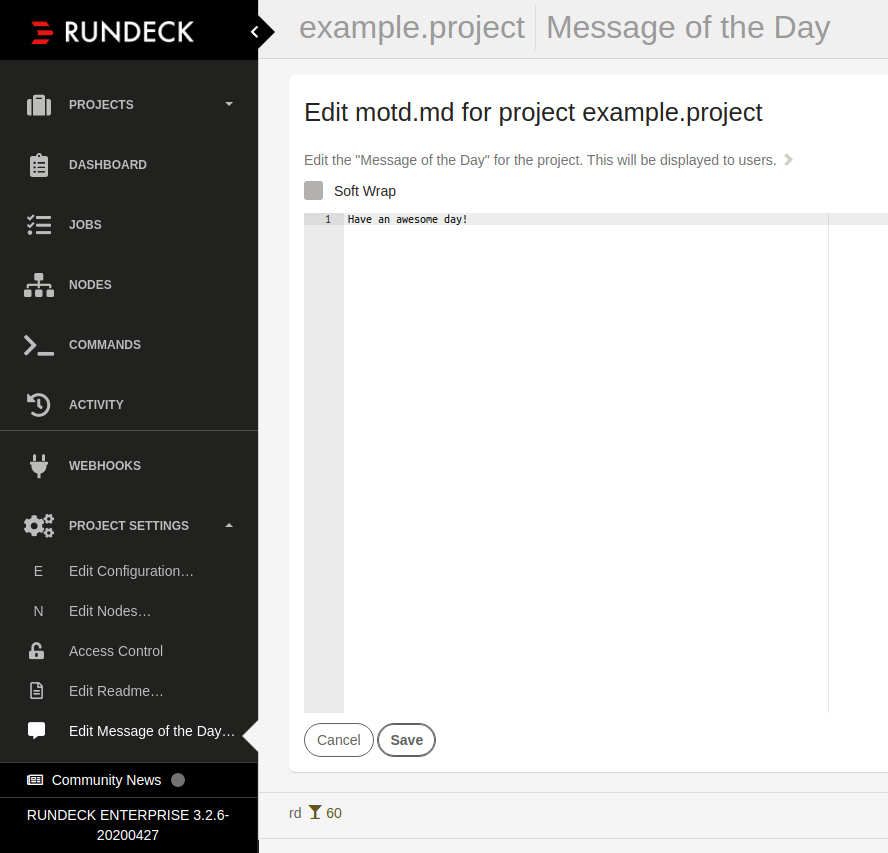 RUNDECK
PROJECTS
DASHBOARD
JOBS
NODES
COMMANDS
ACTIVITY
WEBHOOKS
PROJECT SETTINGS
E Edit Configuration…
N Edit Nodes…
Access Control
Edit Readme…
Edit Message of the Day…
Community News
RUNDECK ENTERPRISE 3.2.6-
20200427
example.project Message of the Day
Edit motd.md for project example.project
Edit the "Message of the Day" for the project. This will be displayed to users.
Soft Wrap
1 Have an awesome day!
Cancel Save
rd 60